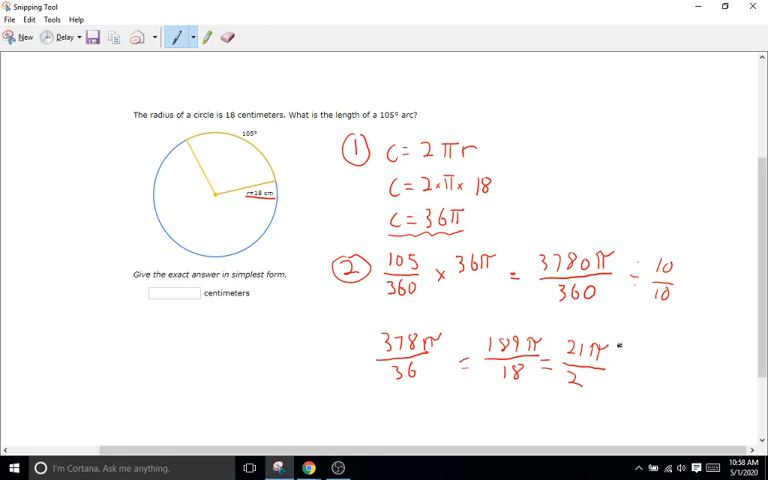 Snipping Tool
File Edit Tools Help
New Delay
The radius of a circle is 18 centimeters. What is the length of a 105° arc?
105°
r=18 cm
Give the exact answer in simplest form.
centimeters
1 C = 2πr
C = 2×π×18
C = 36π
2 105/360 × 36π = 3780π/360 ÷ 10/10
378π/36 = 189π/18 = 21π/2
I'm Cortana. Ask me anything.
10:58 AM
5/1/2020